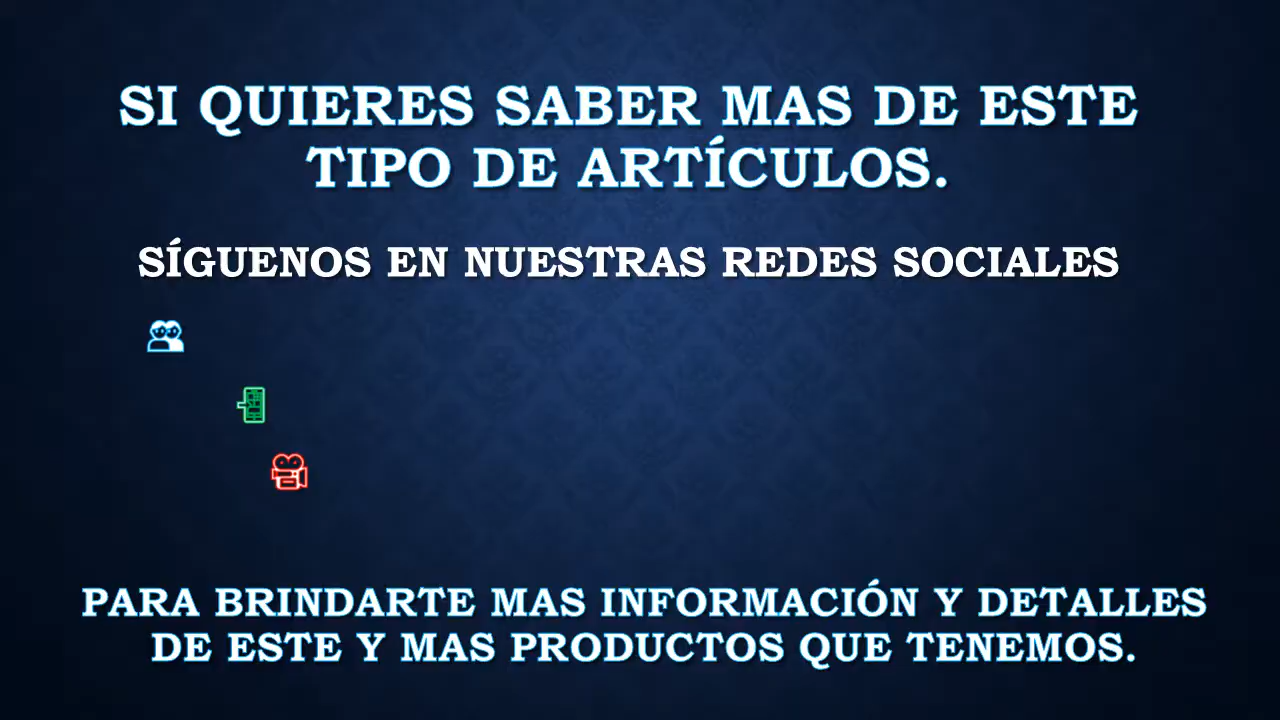 SI QUIERES SABER MAS DE ESTE
TIPO DE ARTÍCULOS.
SÍGUENOS EN NUESTRAS REDES SOCIALES
PARA BRINDARTE MAS INFORMACIÓN Y DETALLES
DE ESTE Y MAS PRODUCTOS QUE TENEMOS.